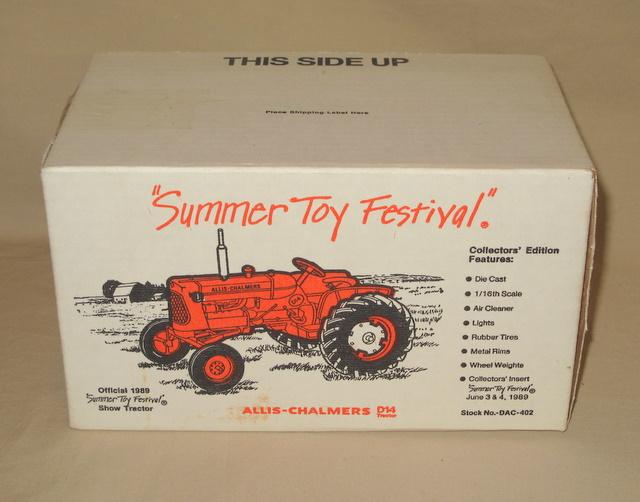 THIS SIDE UP
Place Shipping Label Here
"Summer Toy Festival"®
ALLIS-CHALMERS
Collectors' Edition
Features:
● Die Cast
● 1/16th Scale
● Air Cleaner
● Lights
● Rubber Tires
● Metal Rims
● Wheel Weights
● Collectors' Insert
"Summer Toy Festival"®
June 3 & 4, 1989
Stock No.-DAC-402
Official 1989
"Summer Toy Festival"®
Show Tractor
ALLIS-CHALMERS D14
Tractor